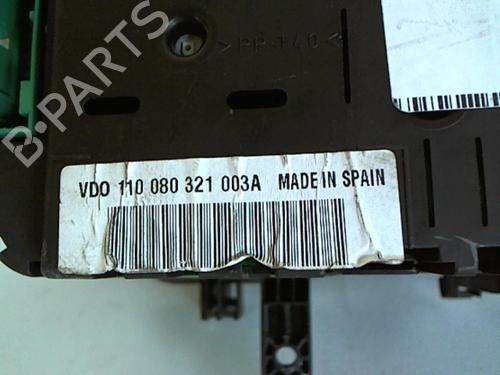 >PP-T40<
VDO 110 080 321 003A MADE IN SPAIN
B-PARTS